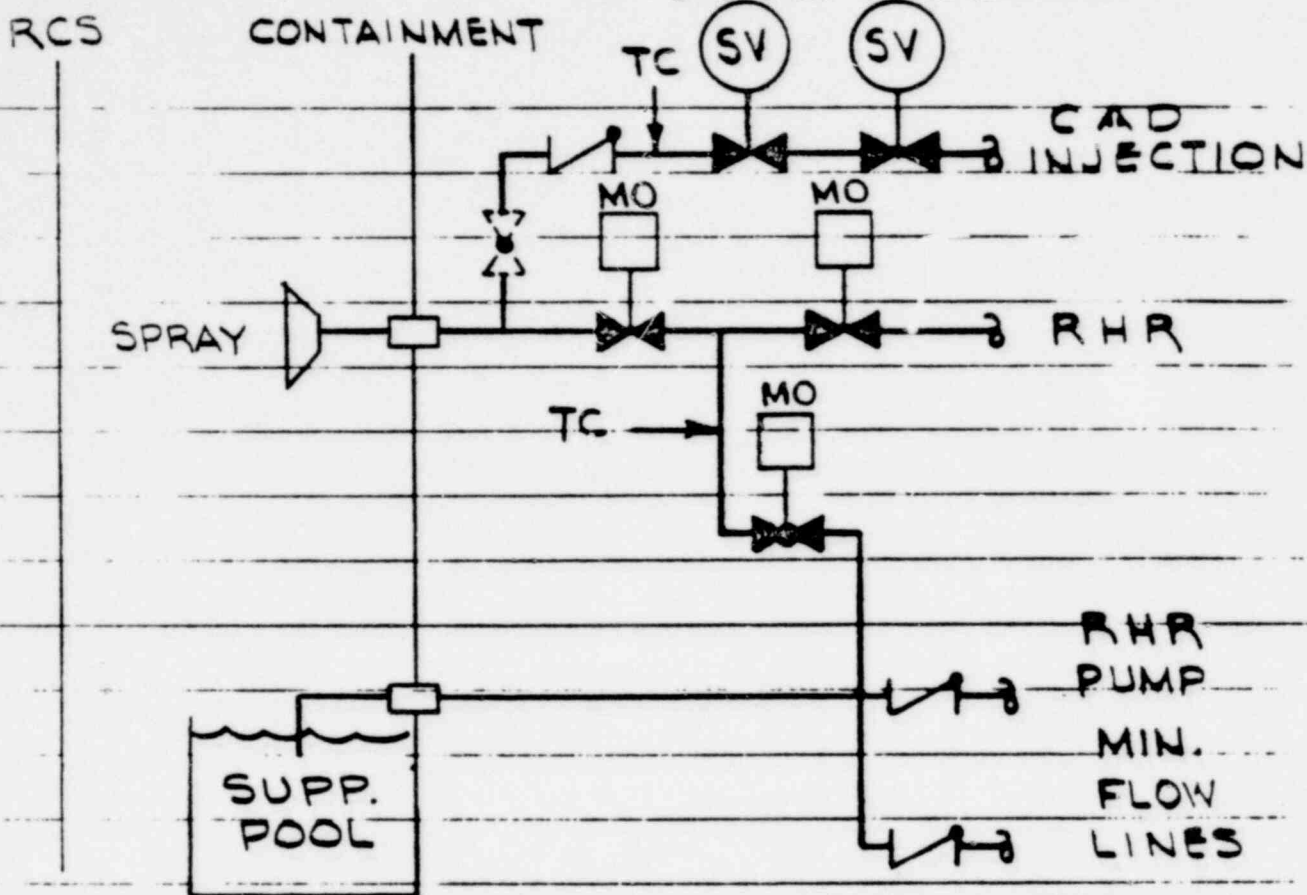 RCS
CONTAINMENT
TC
SV
SV
CAD
INJECTION
MO
MO
SPRAY
RHR
MO
TC
RHR
PUMP
MIN.
FLOW
LINES
SUPP.
POOL